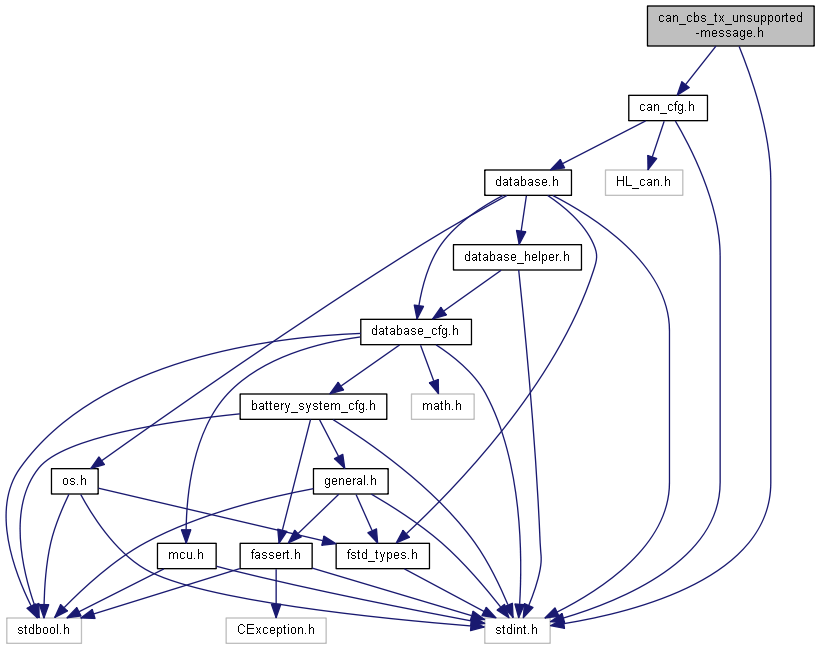 can_cbs_tx_unsupported
-message.h
can_cfg.h
database.h
HL_can.h
database_helper.h
database_cfg.h
battery_system_cfg.h
math.h
os.h
general.h
mcu.h
fassert.h
fstd_types.h
stdbool.h
CException.h
stdint.h